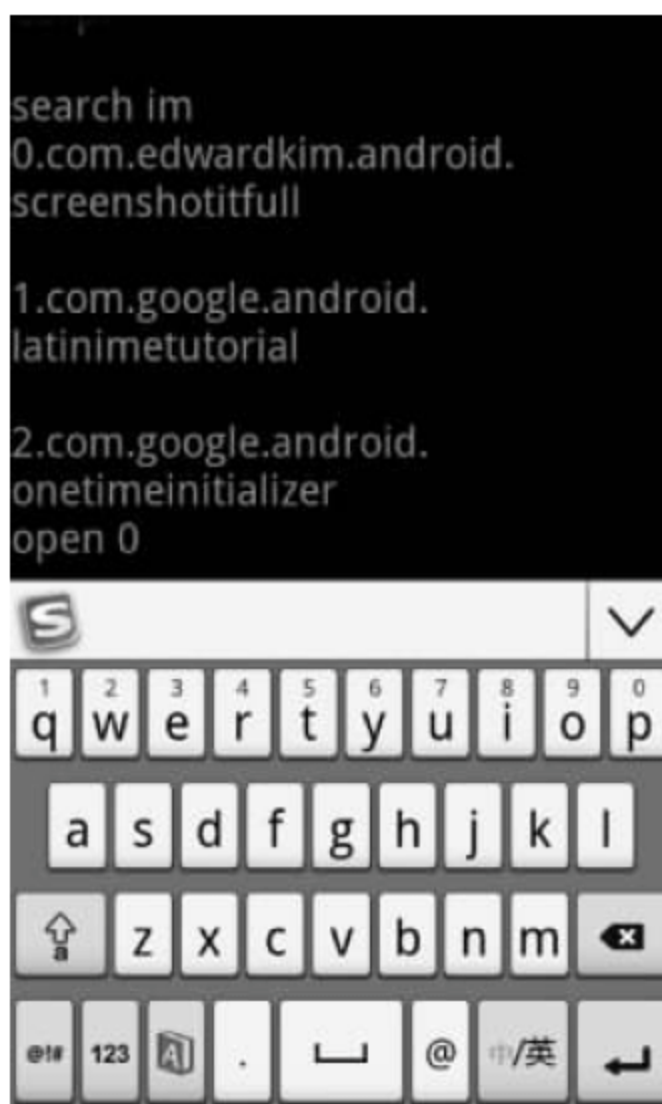 search im
0.com.edwardkim.android.
screenshotitfull
1.com.google.android.
latinimetutorial
2.com.google.android.
onetimeinitializer
open 0
S
1 2 3 4 5 6 7 8 9 0
q w e r t y u i o p
a s d f g h j k l
a z x c v b n m
@!# 123 A . @ 中/英